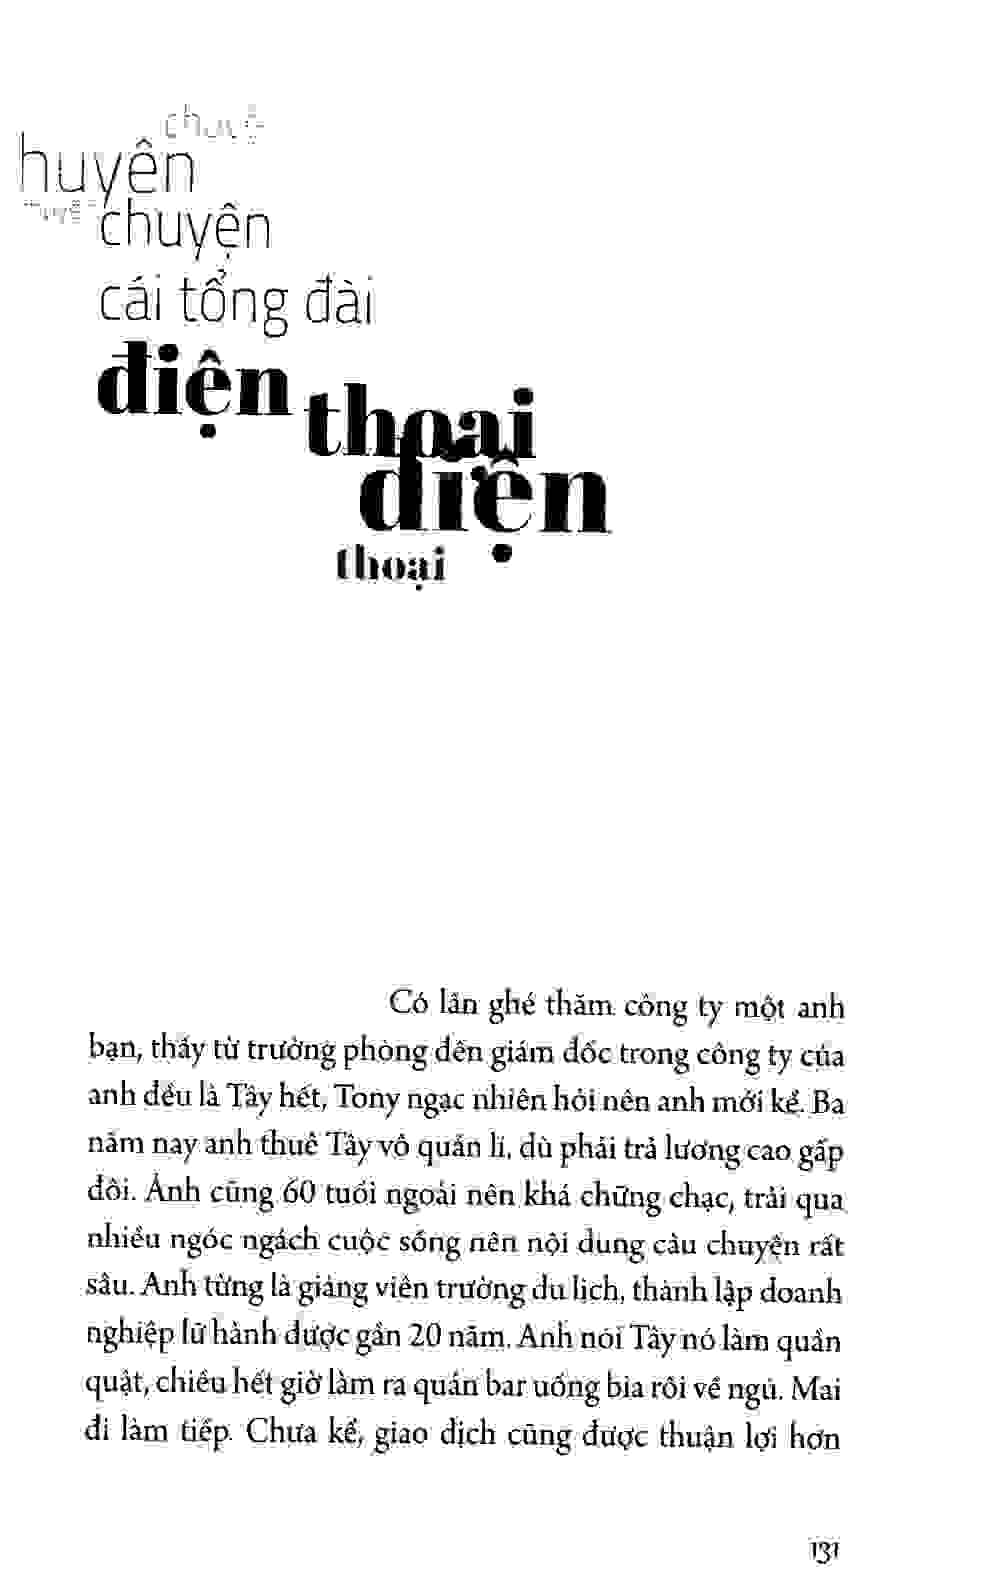 huyên
chuyện
cái tổng đài
điện
thoại
điện
thoại
Có lần ghé thăm công ty một anh
bạn, thấy từ trưởng phòng đến giám đốc trong công ty của
anh đều là Tây hết, Tony ngạc nhiên hỏi nên anh mới kể. Ba
năm nay anh thuê Tây vô quản lí, dù phải trả lương cao gấp
đôi. Ảnh cũng 60 tuổi ngoài nên khá chững chạc, trải qua
nhiều ngóc ngách cuộc sống nên nội dung câu chuyện rất
sâu. Anh từng là giảng viên trường du lịch, thành lập doanh
nghiệp lữ hành được gần 20 năm. Anh nói Tây nó làm quần
quật, chiều hết giờ làm ra quán bar uống bia rồi về ngủ. Mai
đi làm tiếp. Chưa kể, giao dịch cũng được thuận lợi hơn
131